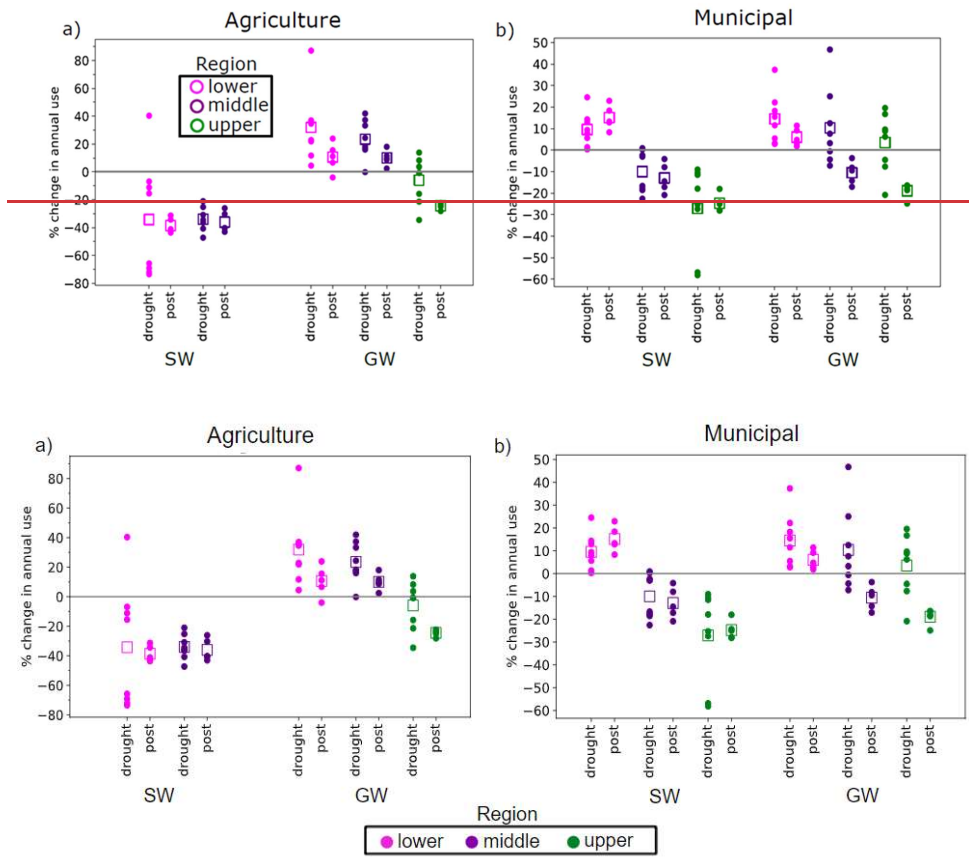 Agriculture
Municipal
a)
b)
Region
lower
middle
upper
% change in annual use
80
60
40
20
0
−20
−40
−60
−80
drought
post
drought
post
drought
post
drought
post
drought
post
SW
GW
% change in annual use
50
40
30
20
10
0
−10
−20
−30
−40
−50
−60
drought
post
drought
post
drought
post
drought
post
drought
post
drought
post
SW
GW
a)
Agriculture
b)
Municipal
% change in annual use
80
60
40
20
0
−20
−40
−60
−80
drought
post
drought
post
drought
post
drought
post
drought
post
SW
GW
% change in annual use
50
40
30
20
10
0
−10
−20
−30
−40
−50
−60
drought
post
drought
post
drought
post
drought
post
drought
post
drought
post
SW
GW
Region
lower middle upper